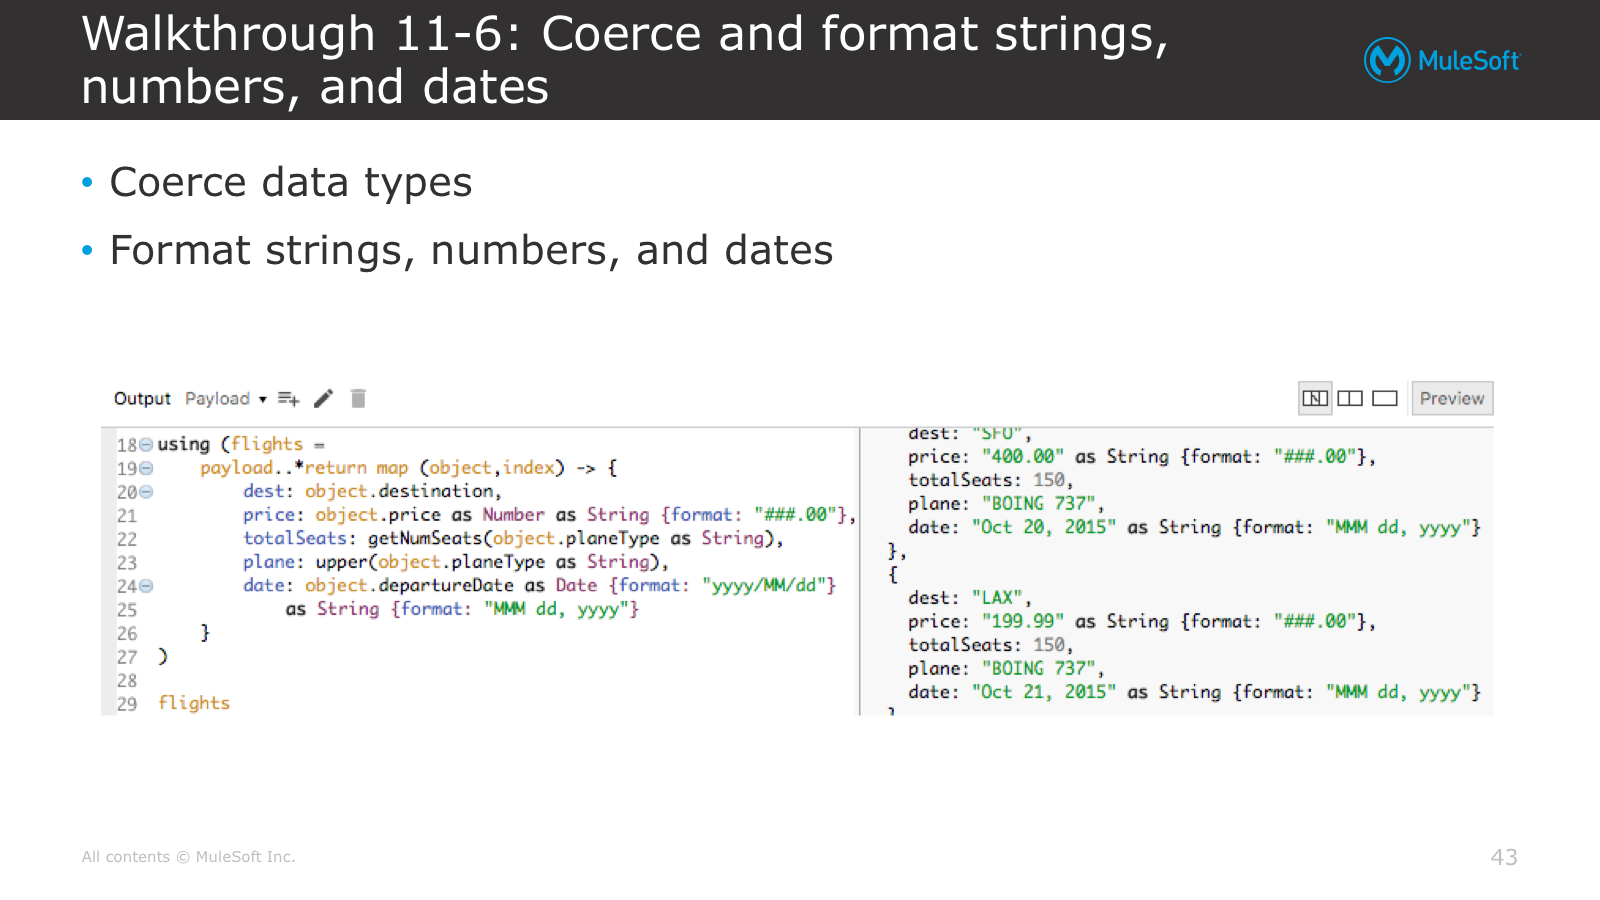 Walkthrough 11-6: Coerce and format strings,
numbers, and dates
MuleSoft
• Coerce data types
• Format strings, numbers, and dates
Output Payload Preview
18 using (flights =
19 payload..*return map (object,index) -> {
20 dest: object.destination,
21 price: object.price as Number as String {format: "###.00"},
22 totalSeats: getNumSeats(object.planeType as String),
23 plane: upper(object.planeType as String),
24 date: object.departureDate as Date {format: "yyyy/MM/dd"}
25 as String {format: "MMM dd, yyyy"}
26 }
27 )
28
29 flights
dest: "SFO",
price: "400.00" as String {format: "###.00"},
totalSeats: 150,
plane: "BOING 737",
date: "Oct 20, 2015" as String {format: "MMM dd, yyyy"}
},
{
dest: "LAX",
price: "199.99" as String {format: "###.00"},
totalSeats: 150,
plane: "BOING 737",
date: "Oct 21, 2015" as String {format: "MMM dd, yyyy"}
}
All contents © MuleSoft Inc.
43